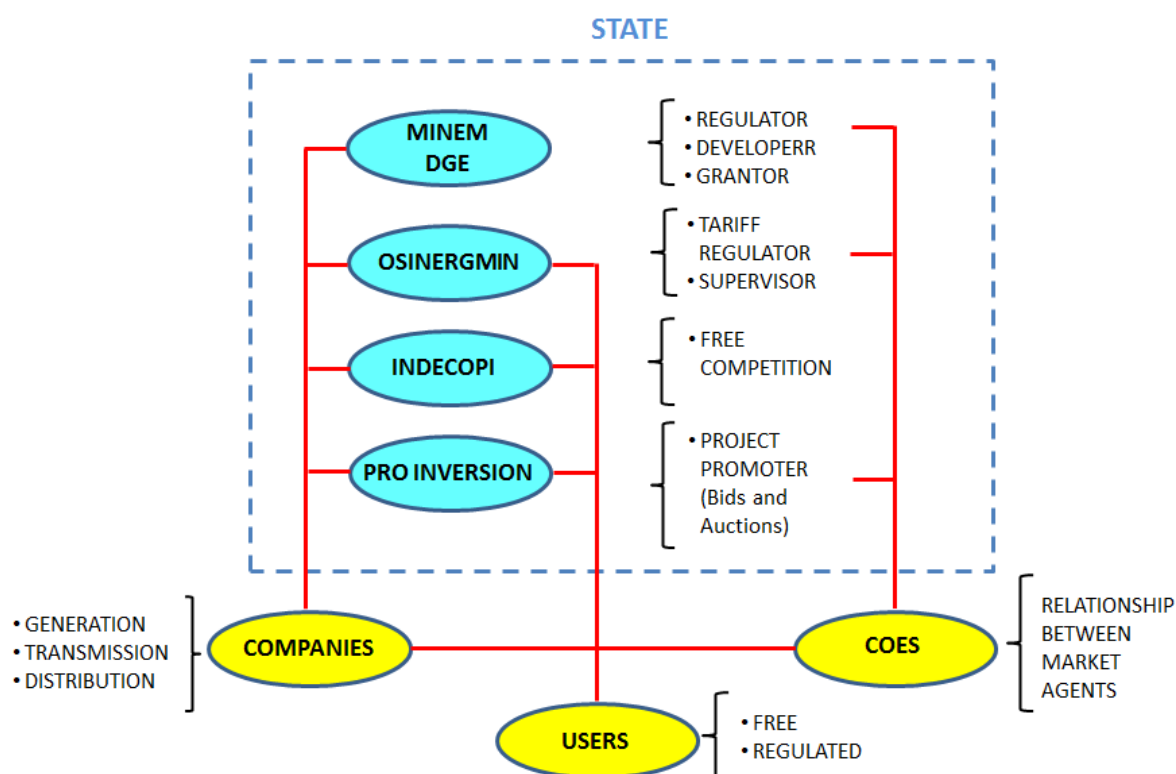 STATE
MINEM
DGE
• REGULATOR
• DEVELOPERR
• GRANTOR
OSINERGMIN
• TARIFF
REGULATOR
• SUPERVISOR
INDECOPI
• FREE
COMPETITION
PRO INVERSION
• PROJECT
PROMOTER
(Bids and
Auctions)
• GENERATION
• TRANSMISSION
• DISTRIBUTION
COMPANIES
COES
RELATIONSHIP
BETWEEN
MARKET
AGENTS
USERS
• FREE
• REGULATED